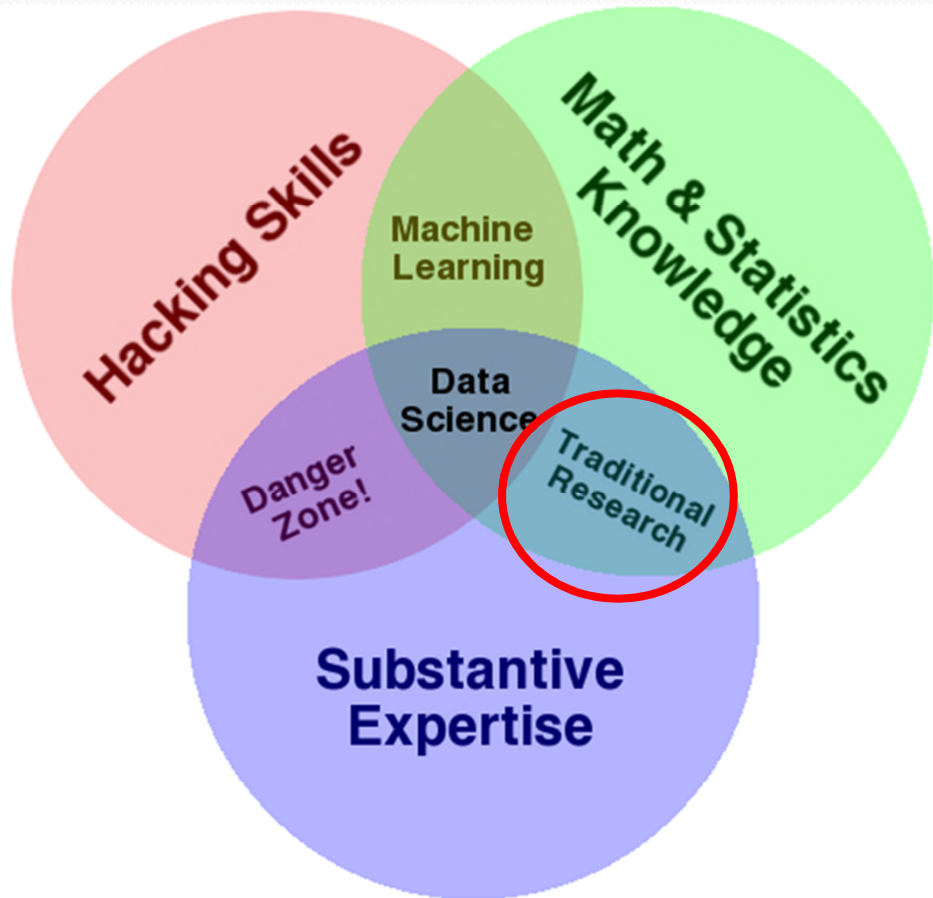 Hacking Skills
Math & Statistics
Knowledge
Machine
Learning
Data
Science
Danger
Zone!
Traditional
Research
Substantive
Expertise